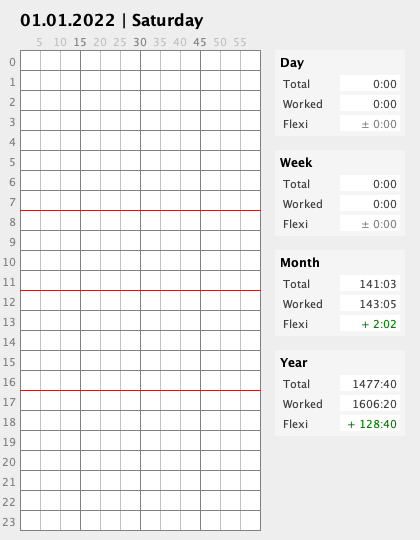 01.01.2022 | Saturday
5 10 15 20 25 30 35 40 45 50 55
0
1
2
3
4
5
6
7
8
9
10
11
12
13
14
15
16
17
18
19
20
21
22
23
Day
Total 0:00
Worked 0:00
Flexi ± 0:00
Week
Total 0:00
Worked 0:00
Flexi ± 0:00
Month
Total 141:03
Worked 143:05
Flexi + 2:02
Year
Total 1477:40
Worked 1606:20
Flexi + 128:40